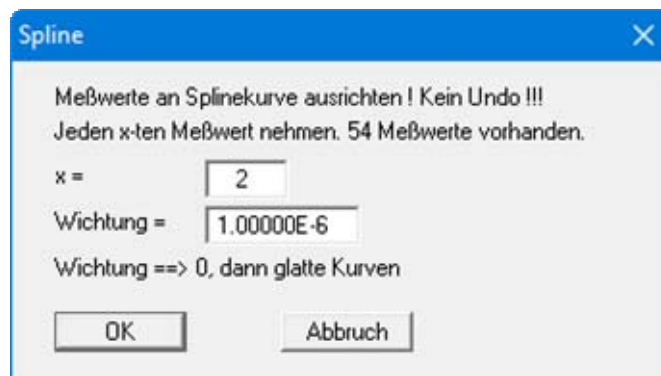 Spline
Meßwerte an Splinekurve ausrichten ! Kein Undo !!!
Jeden x-ten Meßwert nehmen. 54 Meßwerte vorhanden.
x = 2
Wichtung = 1.00000E-6
Wichtung ==> 0, dann glatte Kurven
OK Abbruch